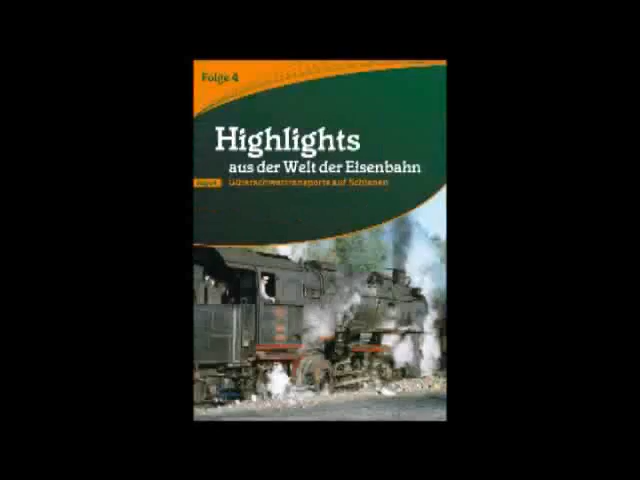 Folge 4
Highlights
aus der Welt der Eisenbahn
Güterschwertransporte auf Schienen